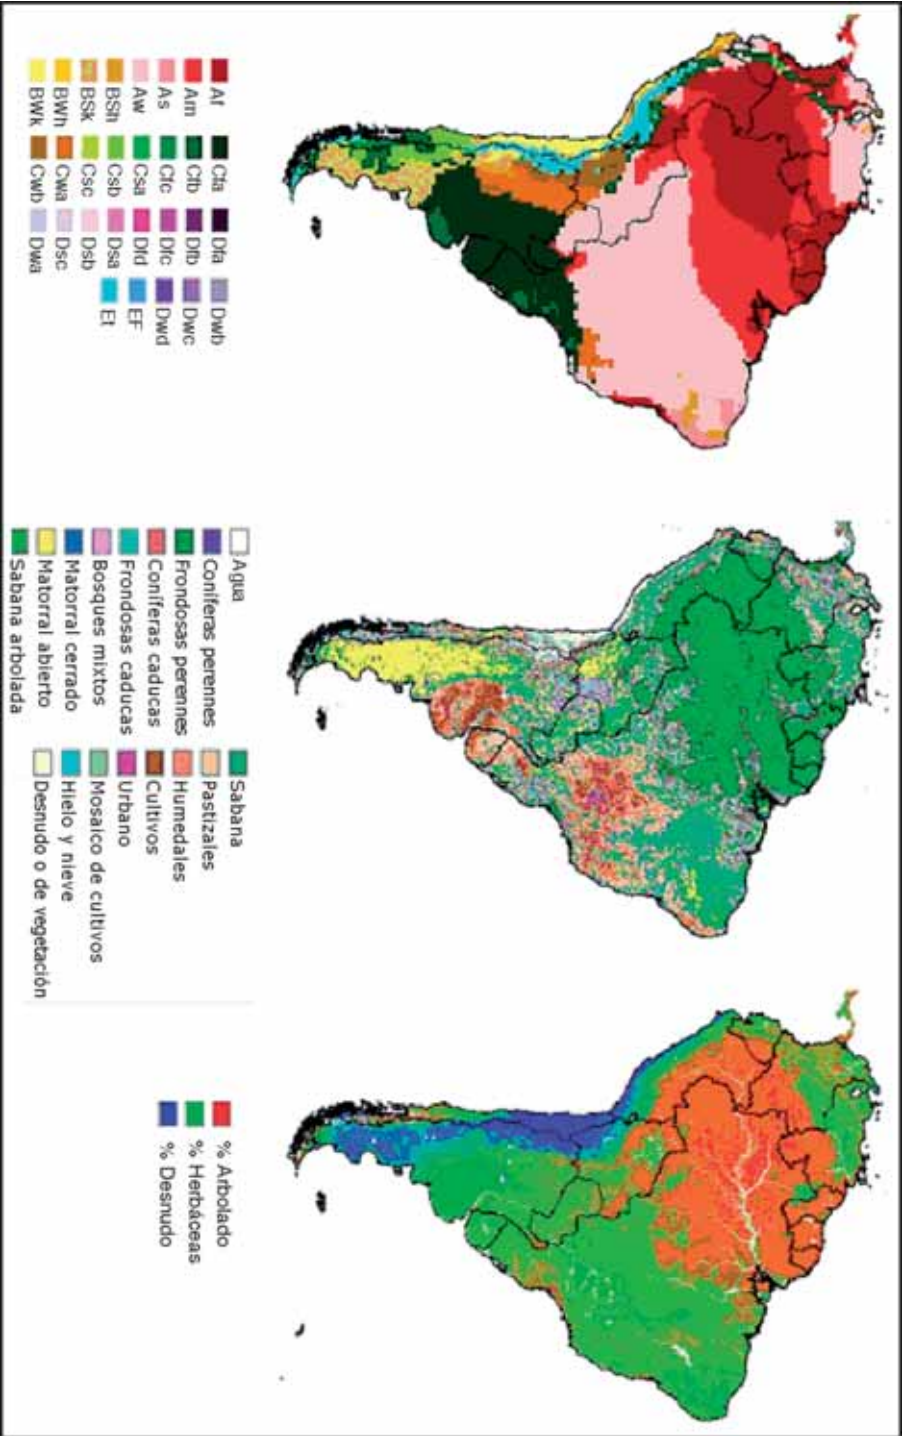 Af Cfa Dfa Dwb
Am Cfb Dfb Dwc
As Cfc Dfc Dwd
Aw Csa Dfd EF
BSh Csb Dsa Et
BSk Csc Dsb
BWh Cwa Dsc
BWk Cwb Dwa
Agua
Coníferas perennes
Frondosas perennes
Coníferas caducas
Frondosas caducas
Bosques mixtos
Matorral cerrado
Matorral abierto
Sabana arbolada
Sabana
Pastizales
Humedales
Cultivos
Urbano
Mosaico de cultivos
Hielo y nieve
Desnudo o de vegetación
% Arbolado
% Herbáceas
% Desnudo